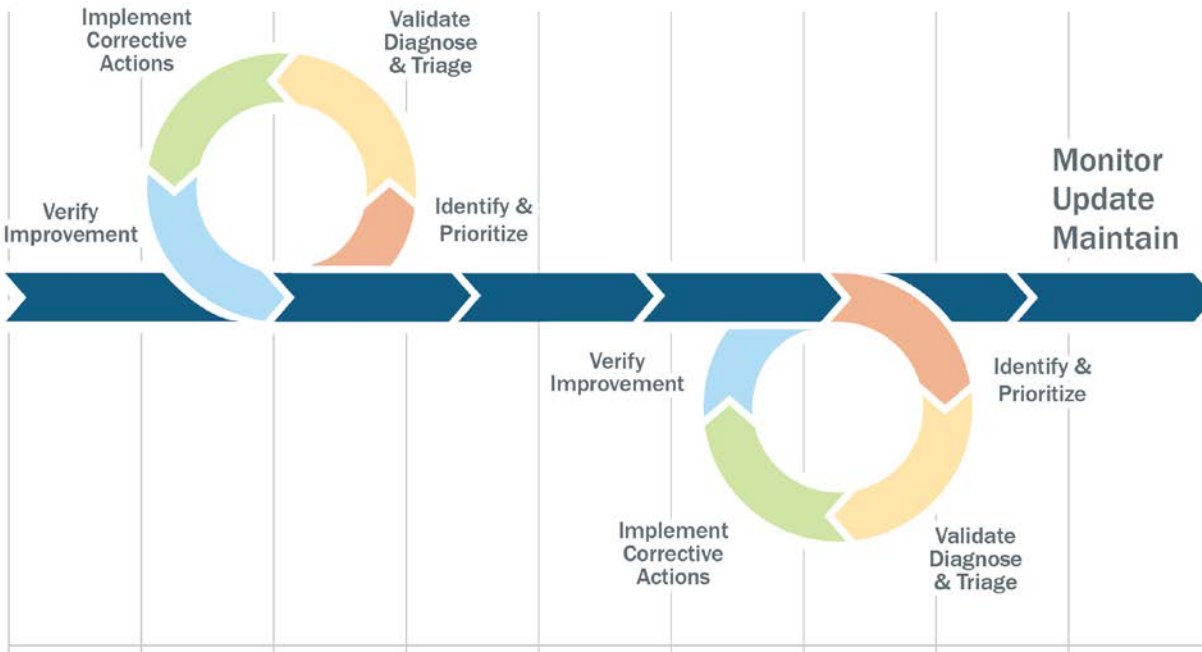 Implement
Corrective
Actions
Validate
Diagnose
& Triage
Verify
Improvement
Identify &
Prioritize
Monitor
Update
Maintain
Verify
Improvement
Identify &
Prioritize
Implement
Corrective
Actions
Validate
Diagnose
& Triage